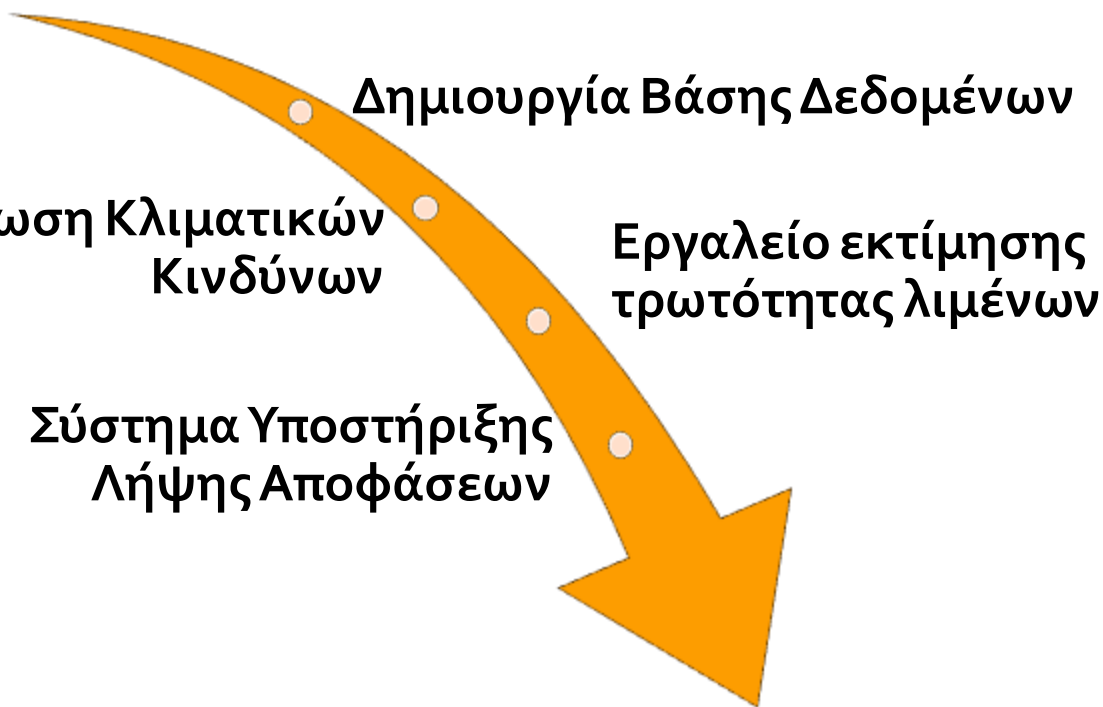 Δημιουργία Βάσης Δεδομένων
Κλιματικών
Κινδύνων
Εργαλείο εκτίμησης
τρωτότητας λιμένων
Σύστημα Υποστήριξης
Λήψης Αποφάσεων